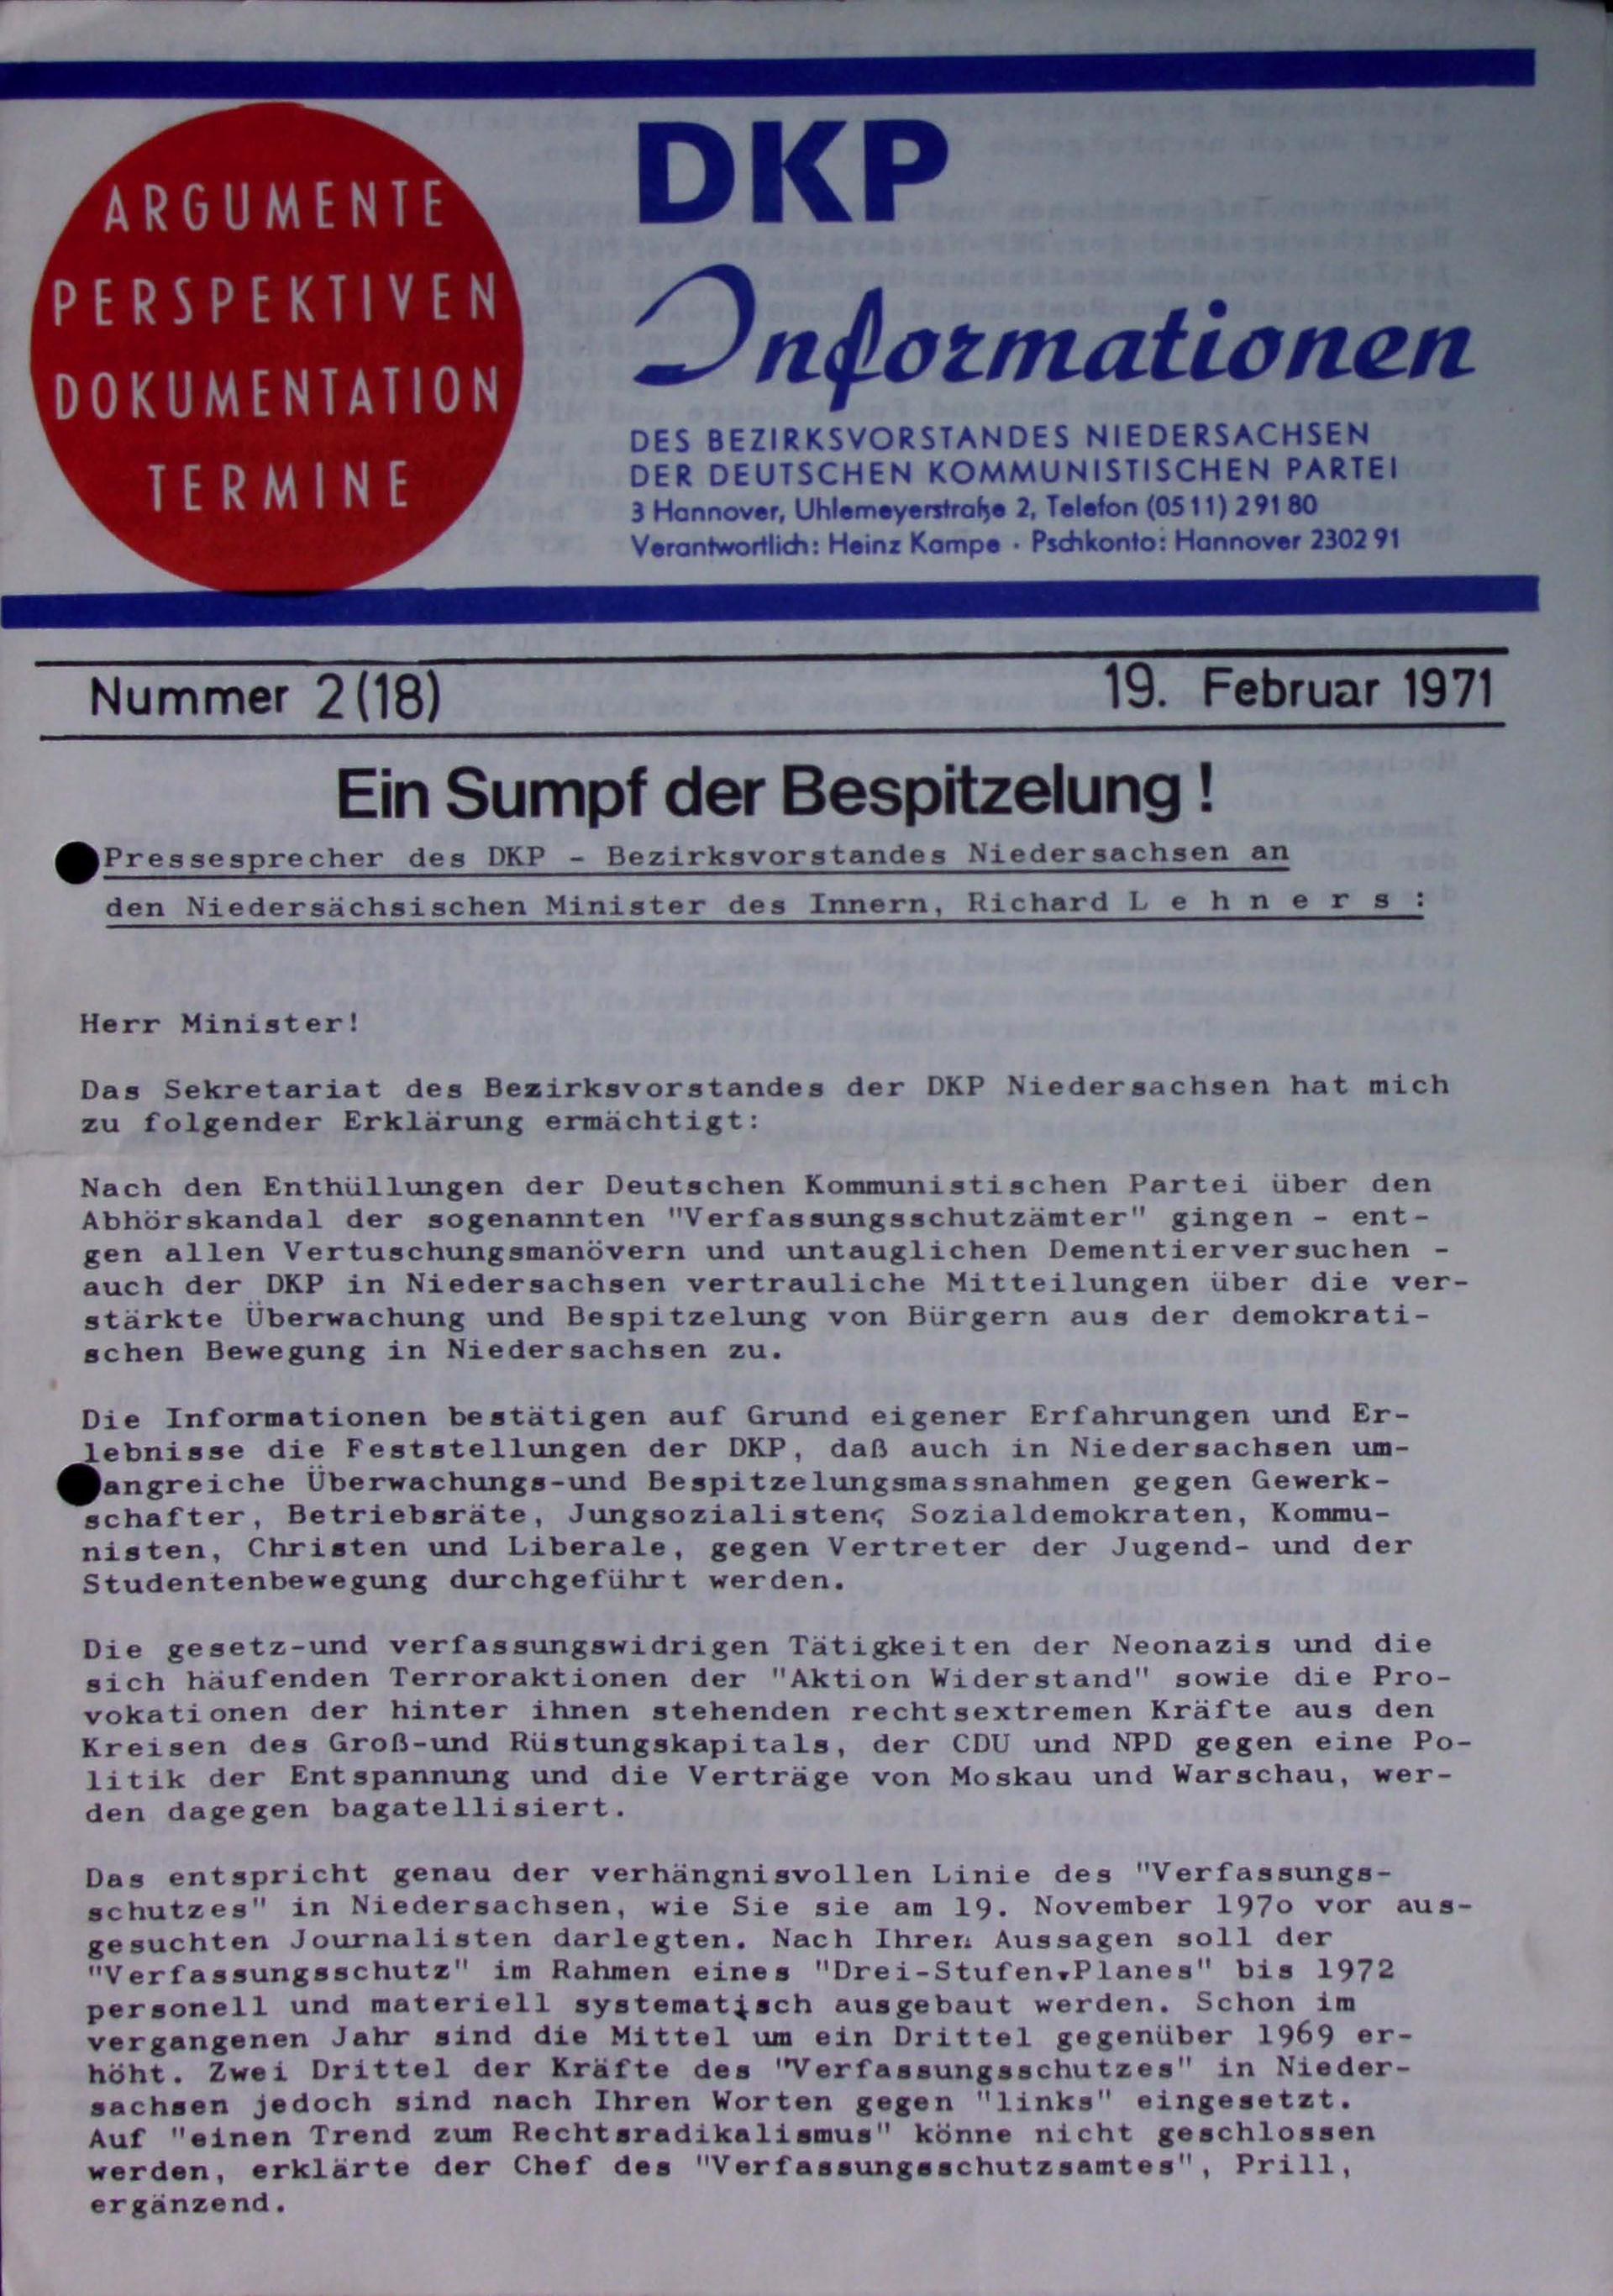 ARGUMENTE
PERSPEKTIVEN
DOKUMENTATION
TERMINE
DKP
Informationen
DES BEZIRKSVORSTANDES NIEDERSACHSEN
DER DEUTSCHEN KOMMUNISTISCHEN PARTEI
3 Hannover, Uhlemeyerstraße 2, Telefon (0511) 2 91 80
Verantwortlich: Heinz Kampe · Pschkonto: Hannover 2302 91
Nummer 2 (18)
19. Februar 1971
Ein Sumpf der Bespitzelung!
Pressesprecher des DKP - Bezirksvorstandes Niedersachsen an
den Niedersächsischen Minister des Innern, Richard L e h n e r s :
Herr Minister!
Das Sekretariat des Bezirksvorstandes der DKP Niedersachsen hat mich
zu folgender Erklärung ermächtigt:
Nach den Enthüllungen der Deutschen Kommunistischen Partei über den
Abhörskandal der sogenannten "Verfassungsschutzämter" gingen - ent-
gen allen Vertuschungsmanövern und untauglichen Dementierversuchen -
auch der DKP in Niedersachsen vertrauliche Mitteilungen über die ver-
stärkte Überwachung und Bespitzelung von Bürgern aus der demokrati-
schen Bewegung in Niedersachsen zu.
Die Informationen bestätigen auf Grund eigener Erfahrungen und Er-
lebnisse die Feststellungen der DKP, daß auch in Niedersachsen um-
angreiche Überwachungs-und Bespitzelungsmassnahmen gegen Gewerk-
schafter, Betriebsräte, Jungsozialisten, Sozialdemokraten, Kommu-
nisten, Christen und Liberale, gegen Vertreter der Jugend- und der
Studentenbewegung durchgeführt werden.
Die gesetz-und verfassungswidrigen Tätigkeiten der Neonazis und die
sich häufenden Terroraktionen der "Aktion Widerstand" sowie die Pro-
vokationen der hinter ihnen stehenden rechtsextremen Kräfte aus den
Kreisen des Groß-und Rüstungskapitals, der CDU und NPD gegen eine Po-
litik der Entspannung und die Verträge von Moskau und Warschau, wer-
den dagegen bagatellisiert.
Das entspricht genau der verhängnisvollen Linie des "Verfassungs-
schutzes" in Niedersachsen, wie Sie sie am 19. November 197o vor aus-
gesuchten Journalisten darlegten. Nach Ihren Aussagen soll der
"Verfassungsschutz" im Rahmen eines "Drei-Stufen-Planes" bis 1972
personell und materiell systematisch ausgebaut werden. Schon im
vergangenen Jahr sind die Mittel um ein Drittel gegenüber 1969 er-
höht. Zwei Drittel der Kräfte des "Verfassungsschutzes" in Nieder-
sachsen jedoch sind nach Ihren Worten gegen "links" eingesetzt.
Auf "einen Trend zum Rechtsradikalismus" könne nicht geschlossen
werden, erklärte der Chef des "Verfassungsschutzsamtes", Prill,
ergänzend.